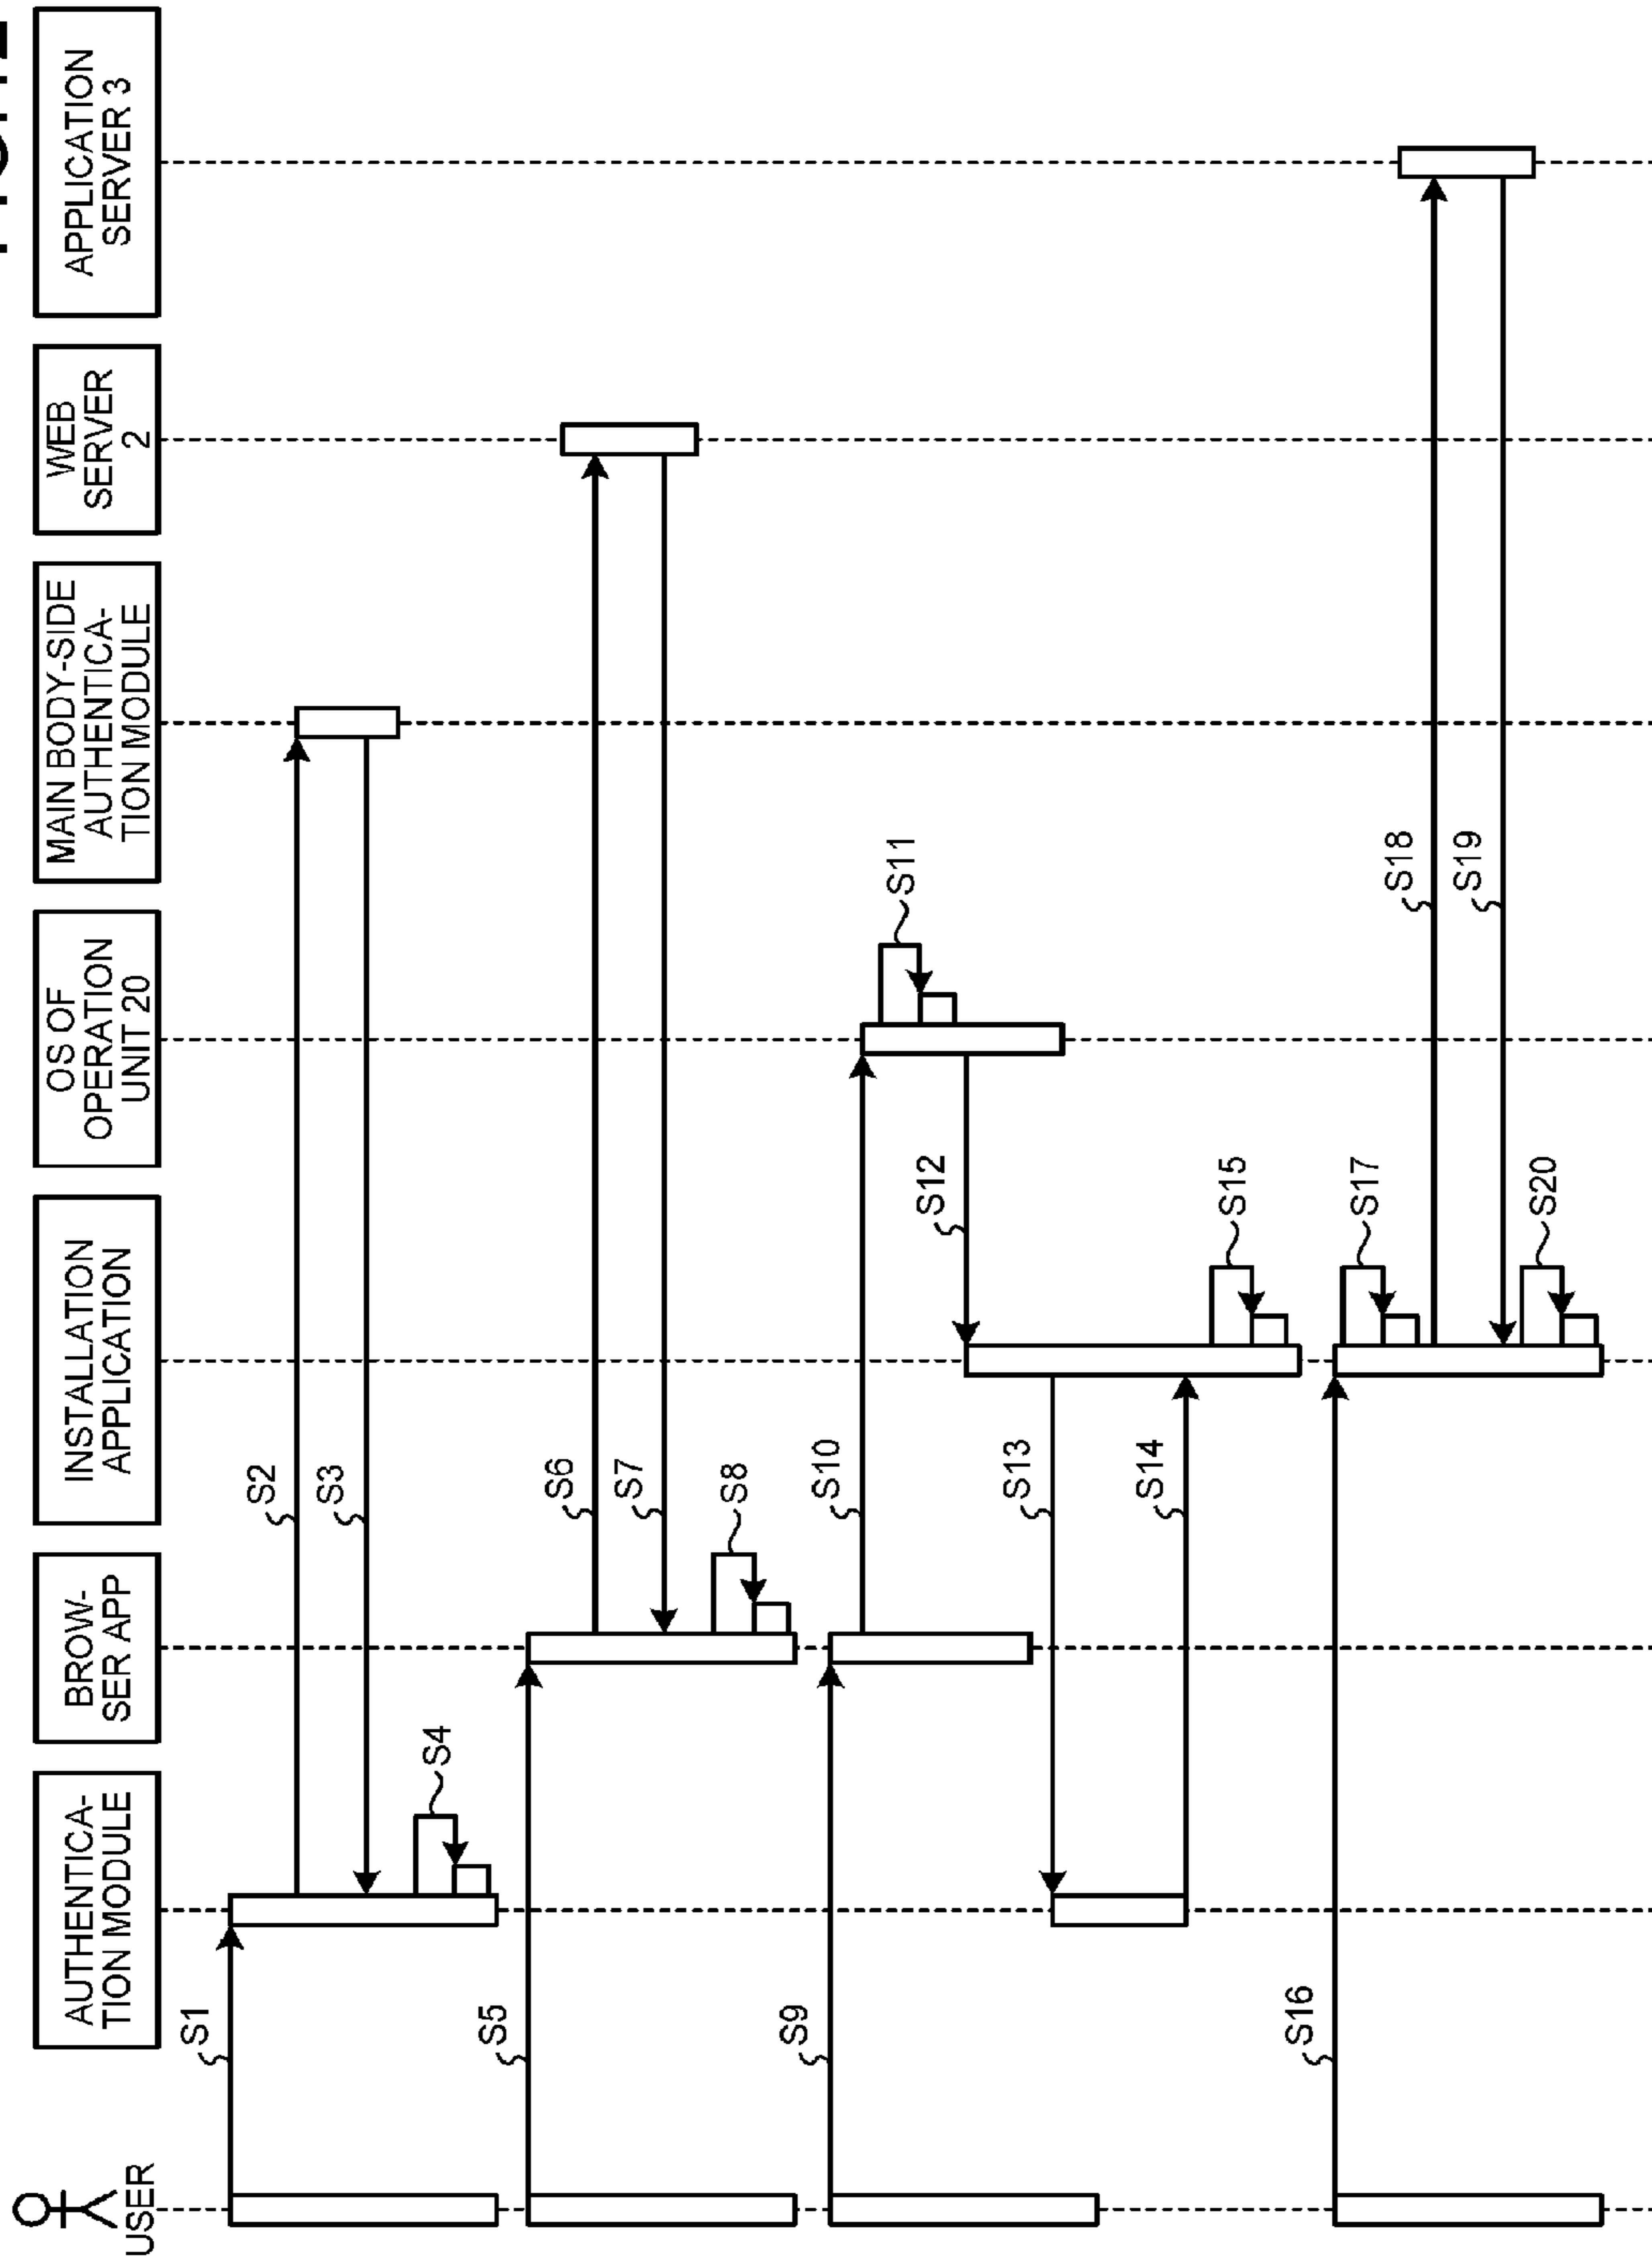 USER
AUTHENTICA-
TION MODULE
BROW-
SER APP
INSTALLATION
APPLICATION
OS OF
OPERATION
UNIT 20
MAIN BODY-SIDE
AUTHENTICA-
TION MODULE
WEB
SERVER
2
APPLICATION
SERVER 3
S1
S2
S3
S4
S5
S6
S7
S8
S9
S10
S11
S12
S13
S14
S15
S16
S17
S18
S19
S20